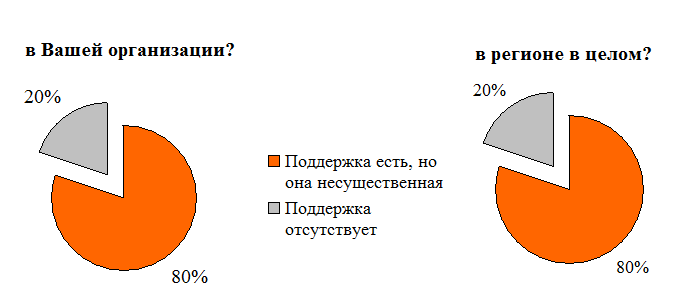 в Вашей организации?
20%
80%
Поддержка есть, но
она несущественная
Поддержка
отсутствует
в регионе в целом?
20%
80%